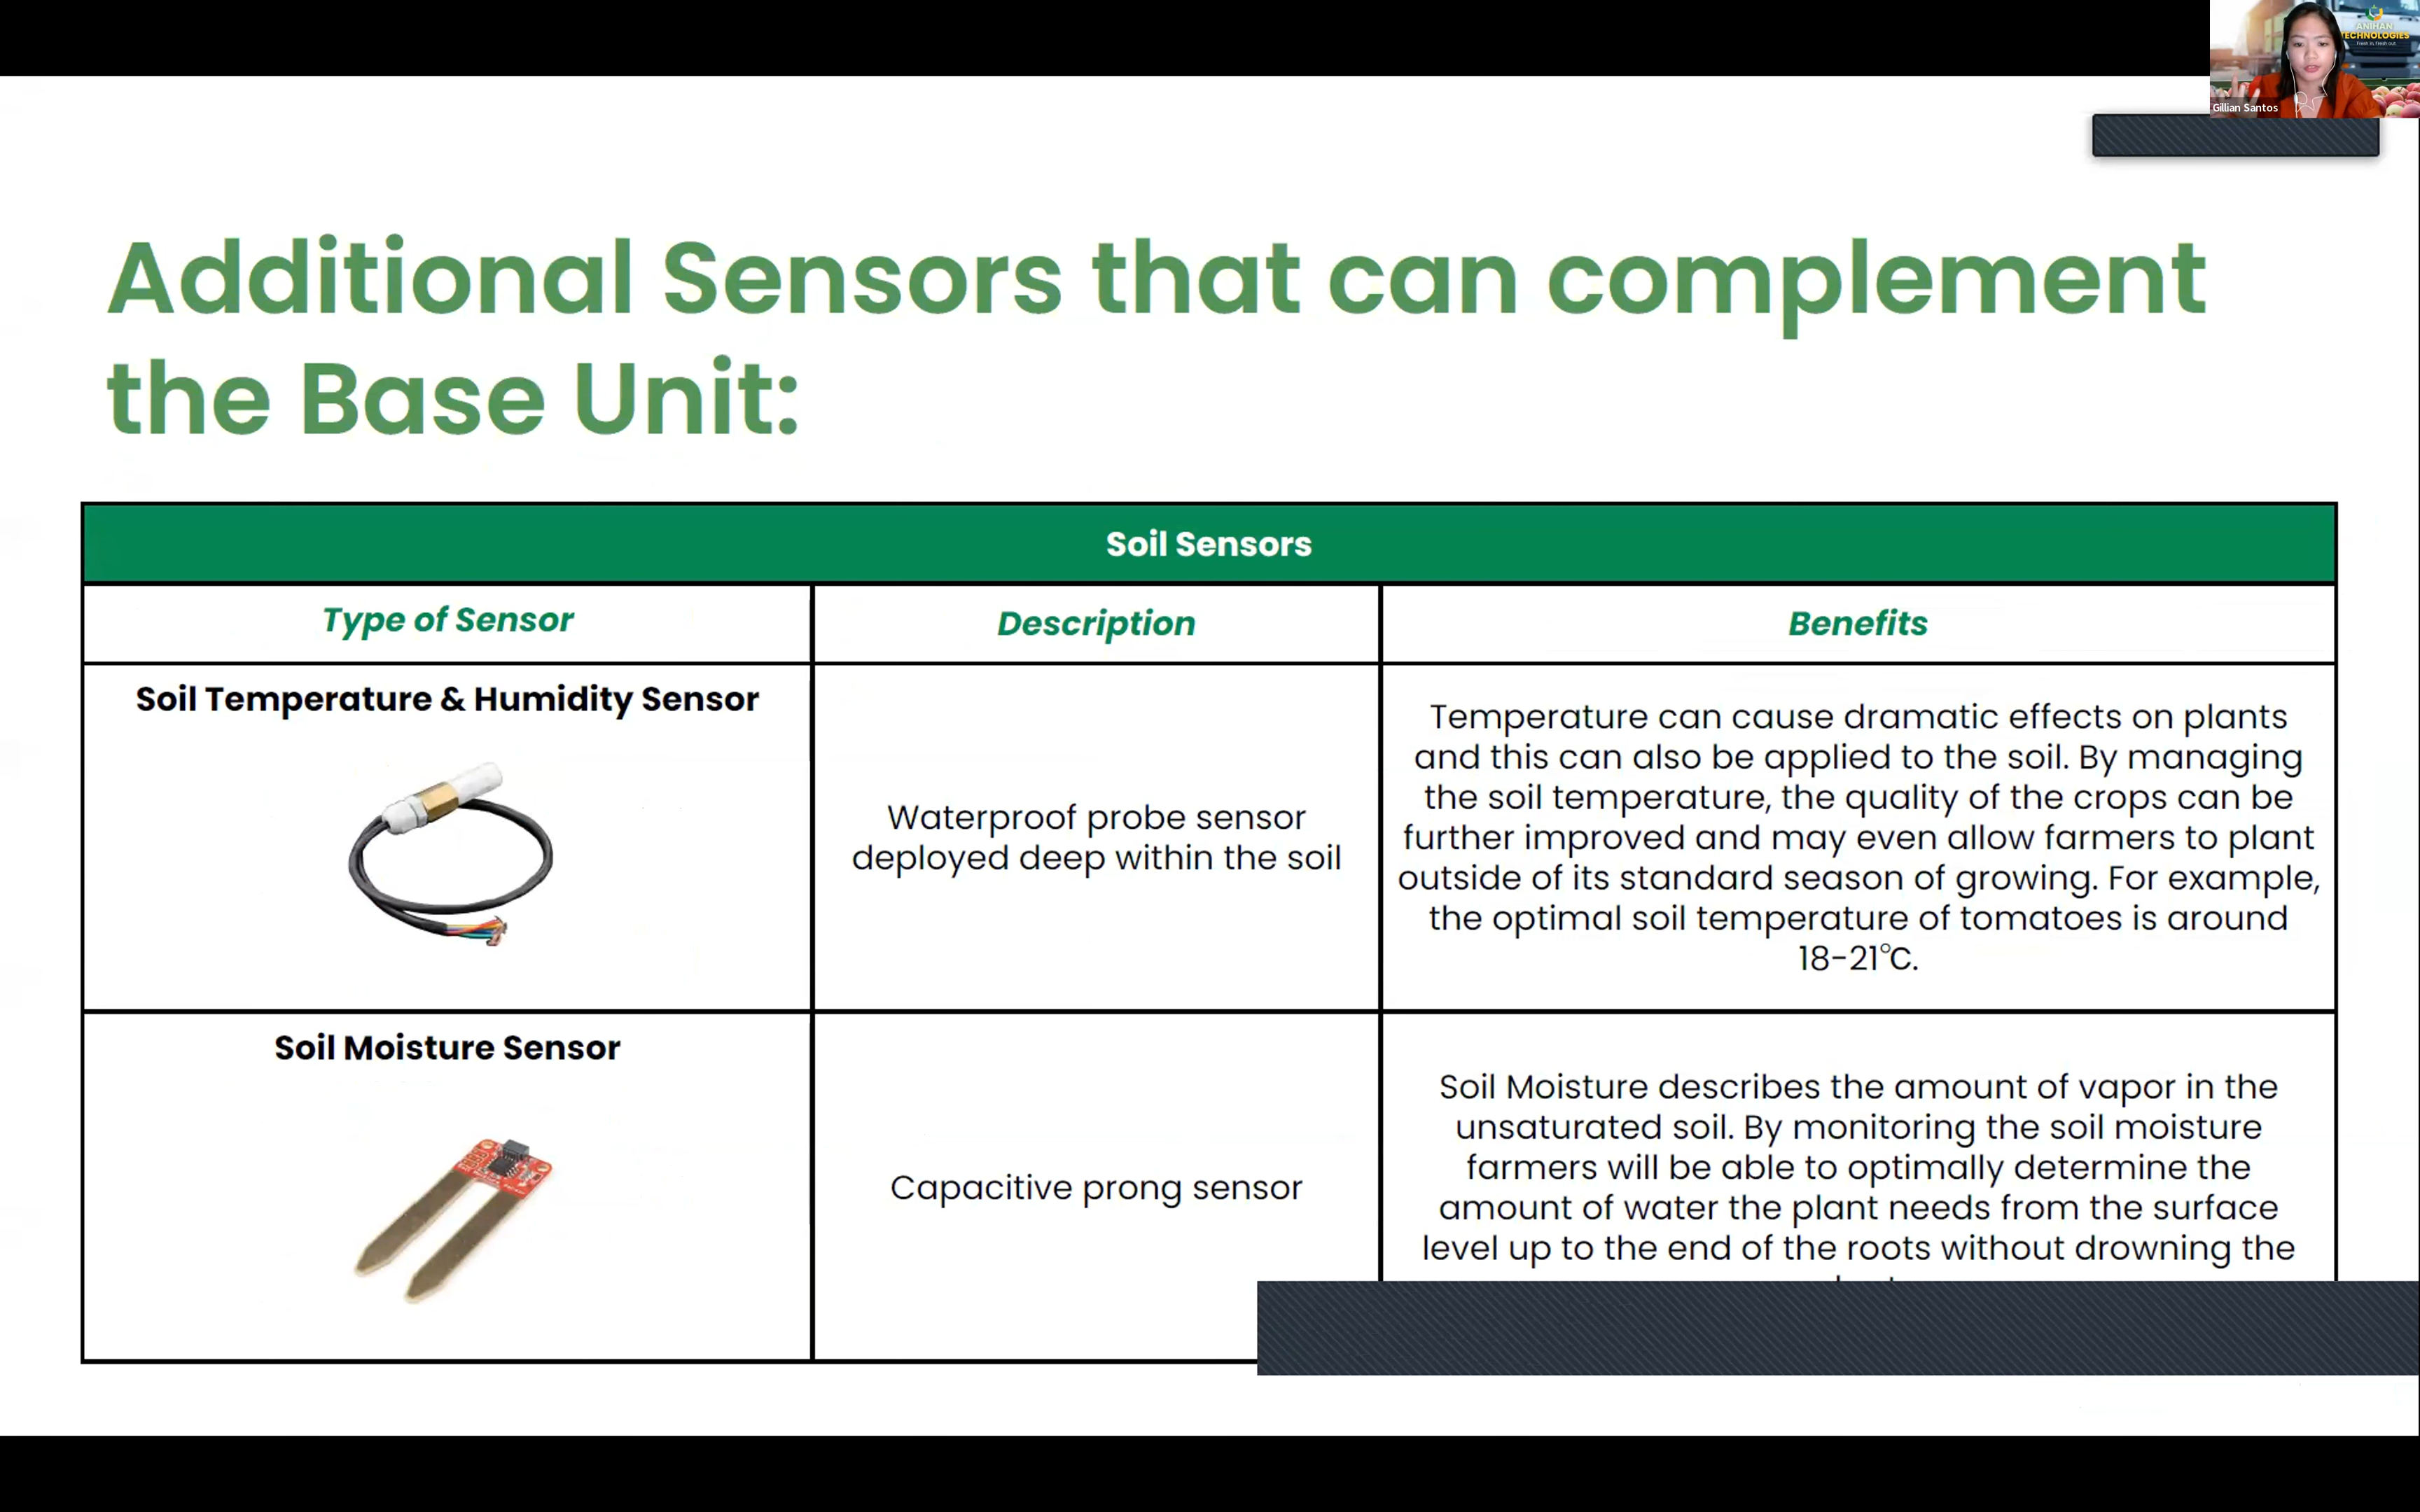 ANIHAN
TECHNOLOGIES
Fresh in, Fresh out
Gillian Santos
Additional Sensors that can complement
the Base Unit:
Soil Sensors
Type of Sensor
Description
Benefits
Soil Temperature & Humidity Sensor
Waterproof probe sensor
deployed deep within the soil
Temperature can cause dramatic effects on plants
and this can also be applied to the soil. By managing
the soil temperature, the quality of the crops can be
further improved and may even allow farmers to plant
outside of its standard season of growing. For example,
the optimal soil temperature of tomatoes is around
18-21°C.
Soil Moisture Sensor
Capacitive prong sensor
Soil Moisture describes the amount of vapor in the
unsaturated soil. By monitoring the soil moisture
farmers will be able to optimally determine the
amount of water the plant needs from the surface
level up to the end of the roots without drowning the